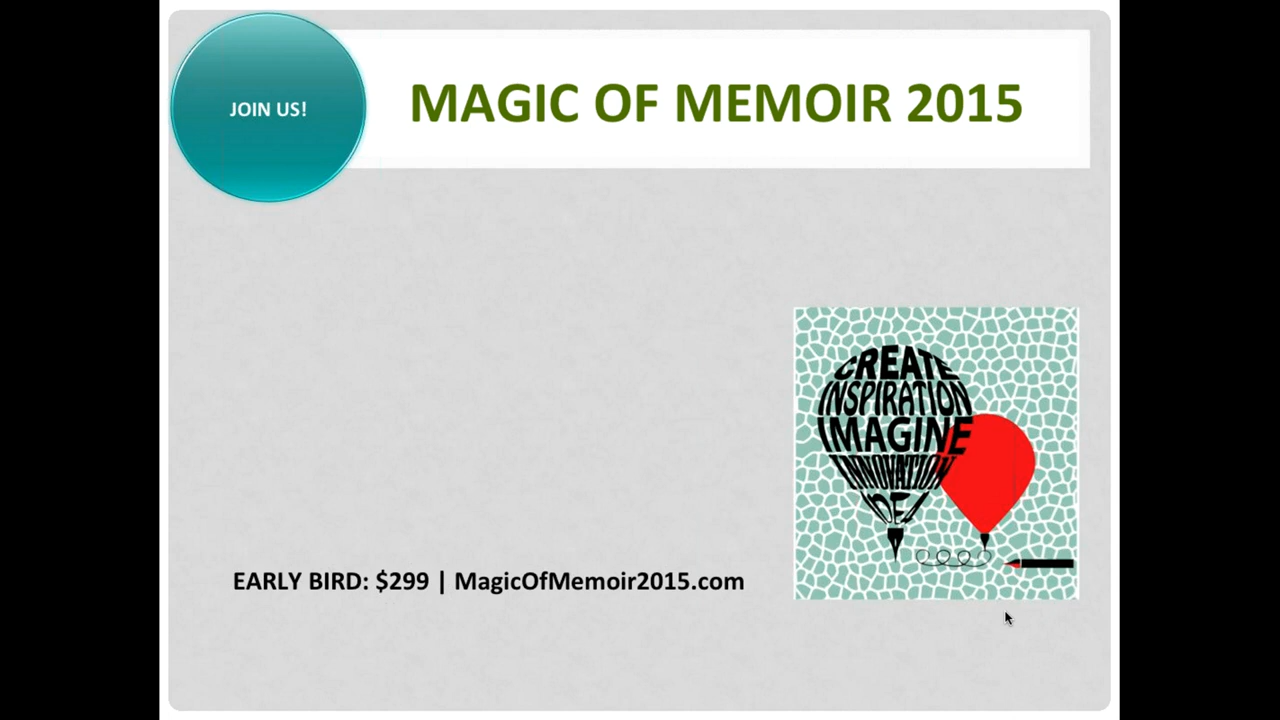 JOIN US!
MAGIC OF MEMOIR 2015
CREATE
INSPIRATION
IMAGINE
INNOVATION
IDEA
EARLY BIRD: $299 | MagicOfMemoir2015.com